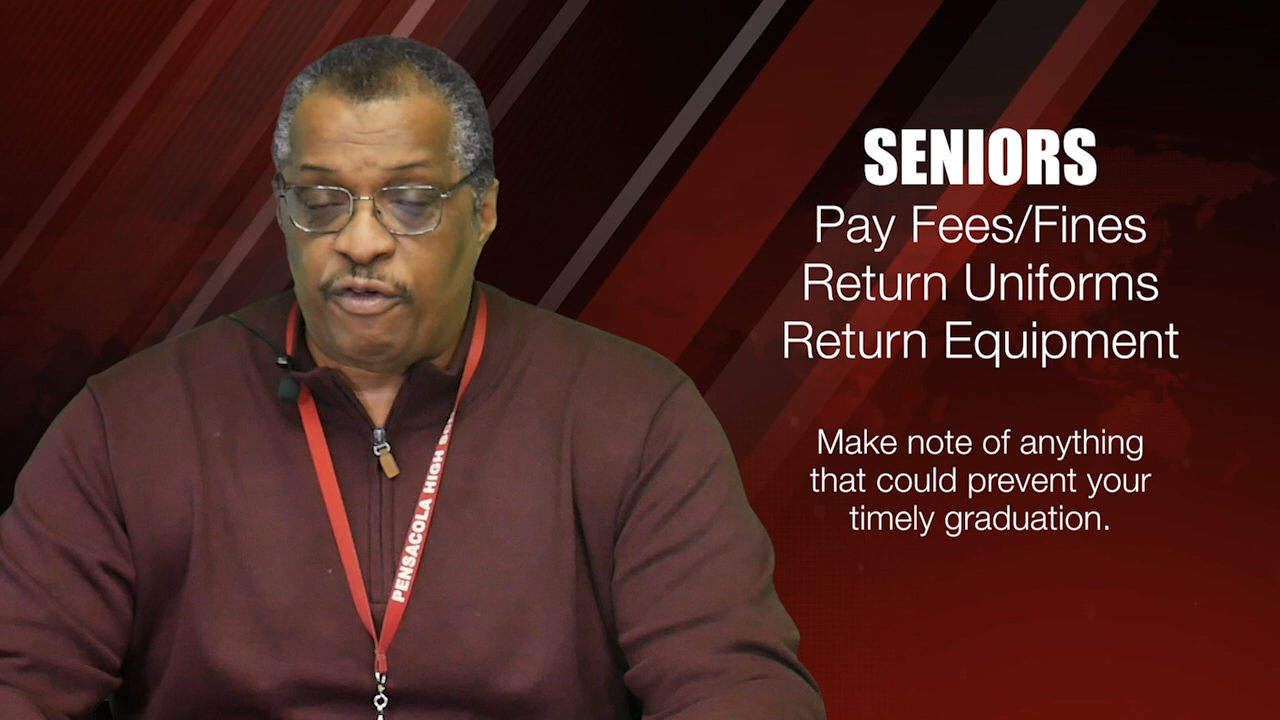 SENIORS
Pay Fees/Fines
Return Uniforms
Return Equipment
Make note of anything
that could prevent your
timely graduation.
PENSACOLA HIGH